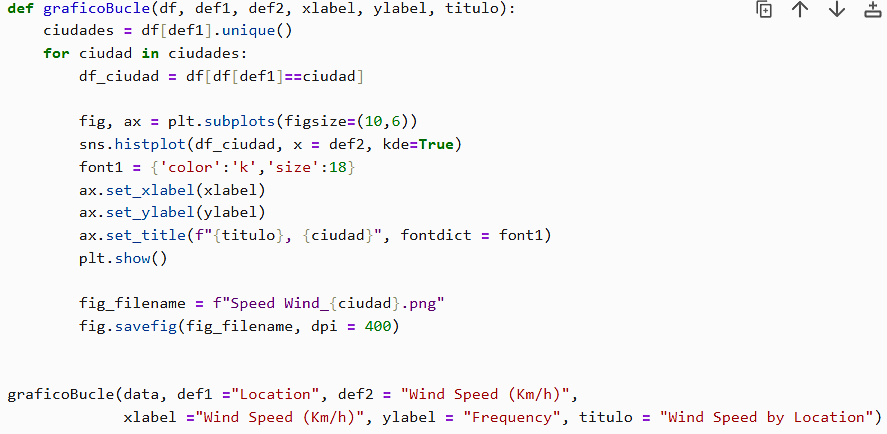 def graficoBucle(df, def1, def2, xlabel, ylabel, titulo):
    ciudades = df[def1].unique()
    for ciudad in ciudades:
        df_ciudad = df[df[def1]==ciudad]

        fig, ax = plt.subplots(figsize=(10,6))
        sns.histplot(df_ciudad, x = def2, kde=True)
        font1 = {'color':'k','size':18}
        ax.set_xlabel(xlabel)
        ax.set_ylabel(ylabel)
        ax.set_title(f"{titulo}, {ciudad}", fontdict = font1)
        plt.show()

        fig_filename = f"Speed Wind_{ciudad}.png"
        fig.savefig(fig_filename, dpi = 400)


graficoBucle(data, def1 ="Location", def2 = "Wind Speed (Km/h)",
             xlabel ="Wind Speed (Km/h)", ylabel = "Frequency", titulo = "Wind Speed by Location")